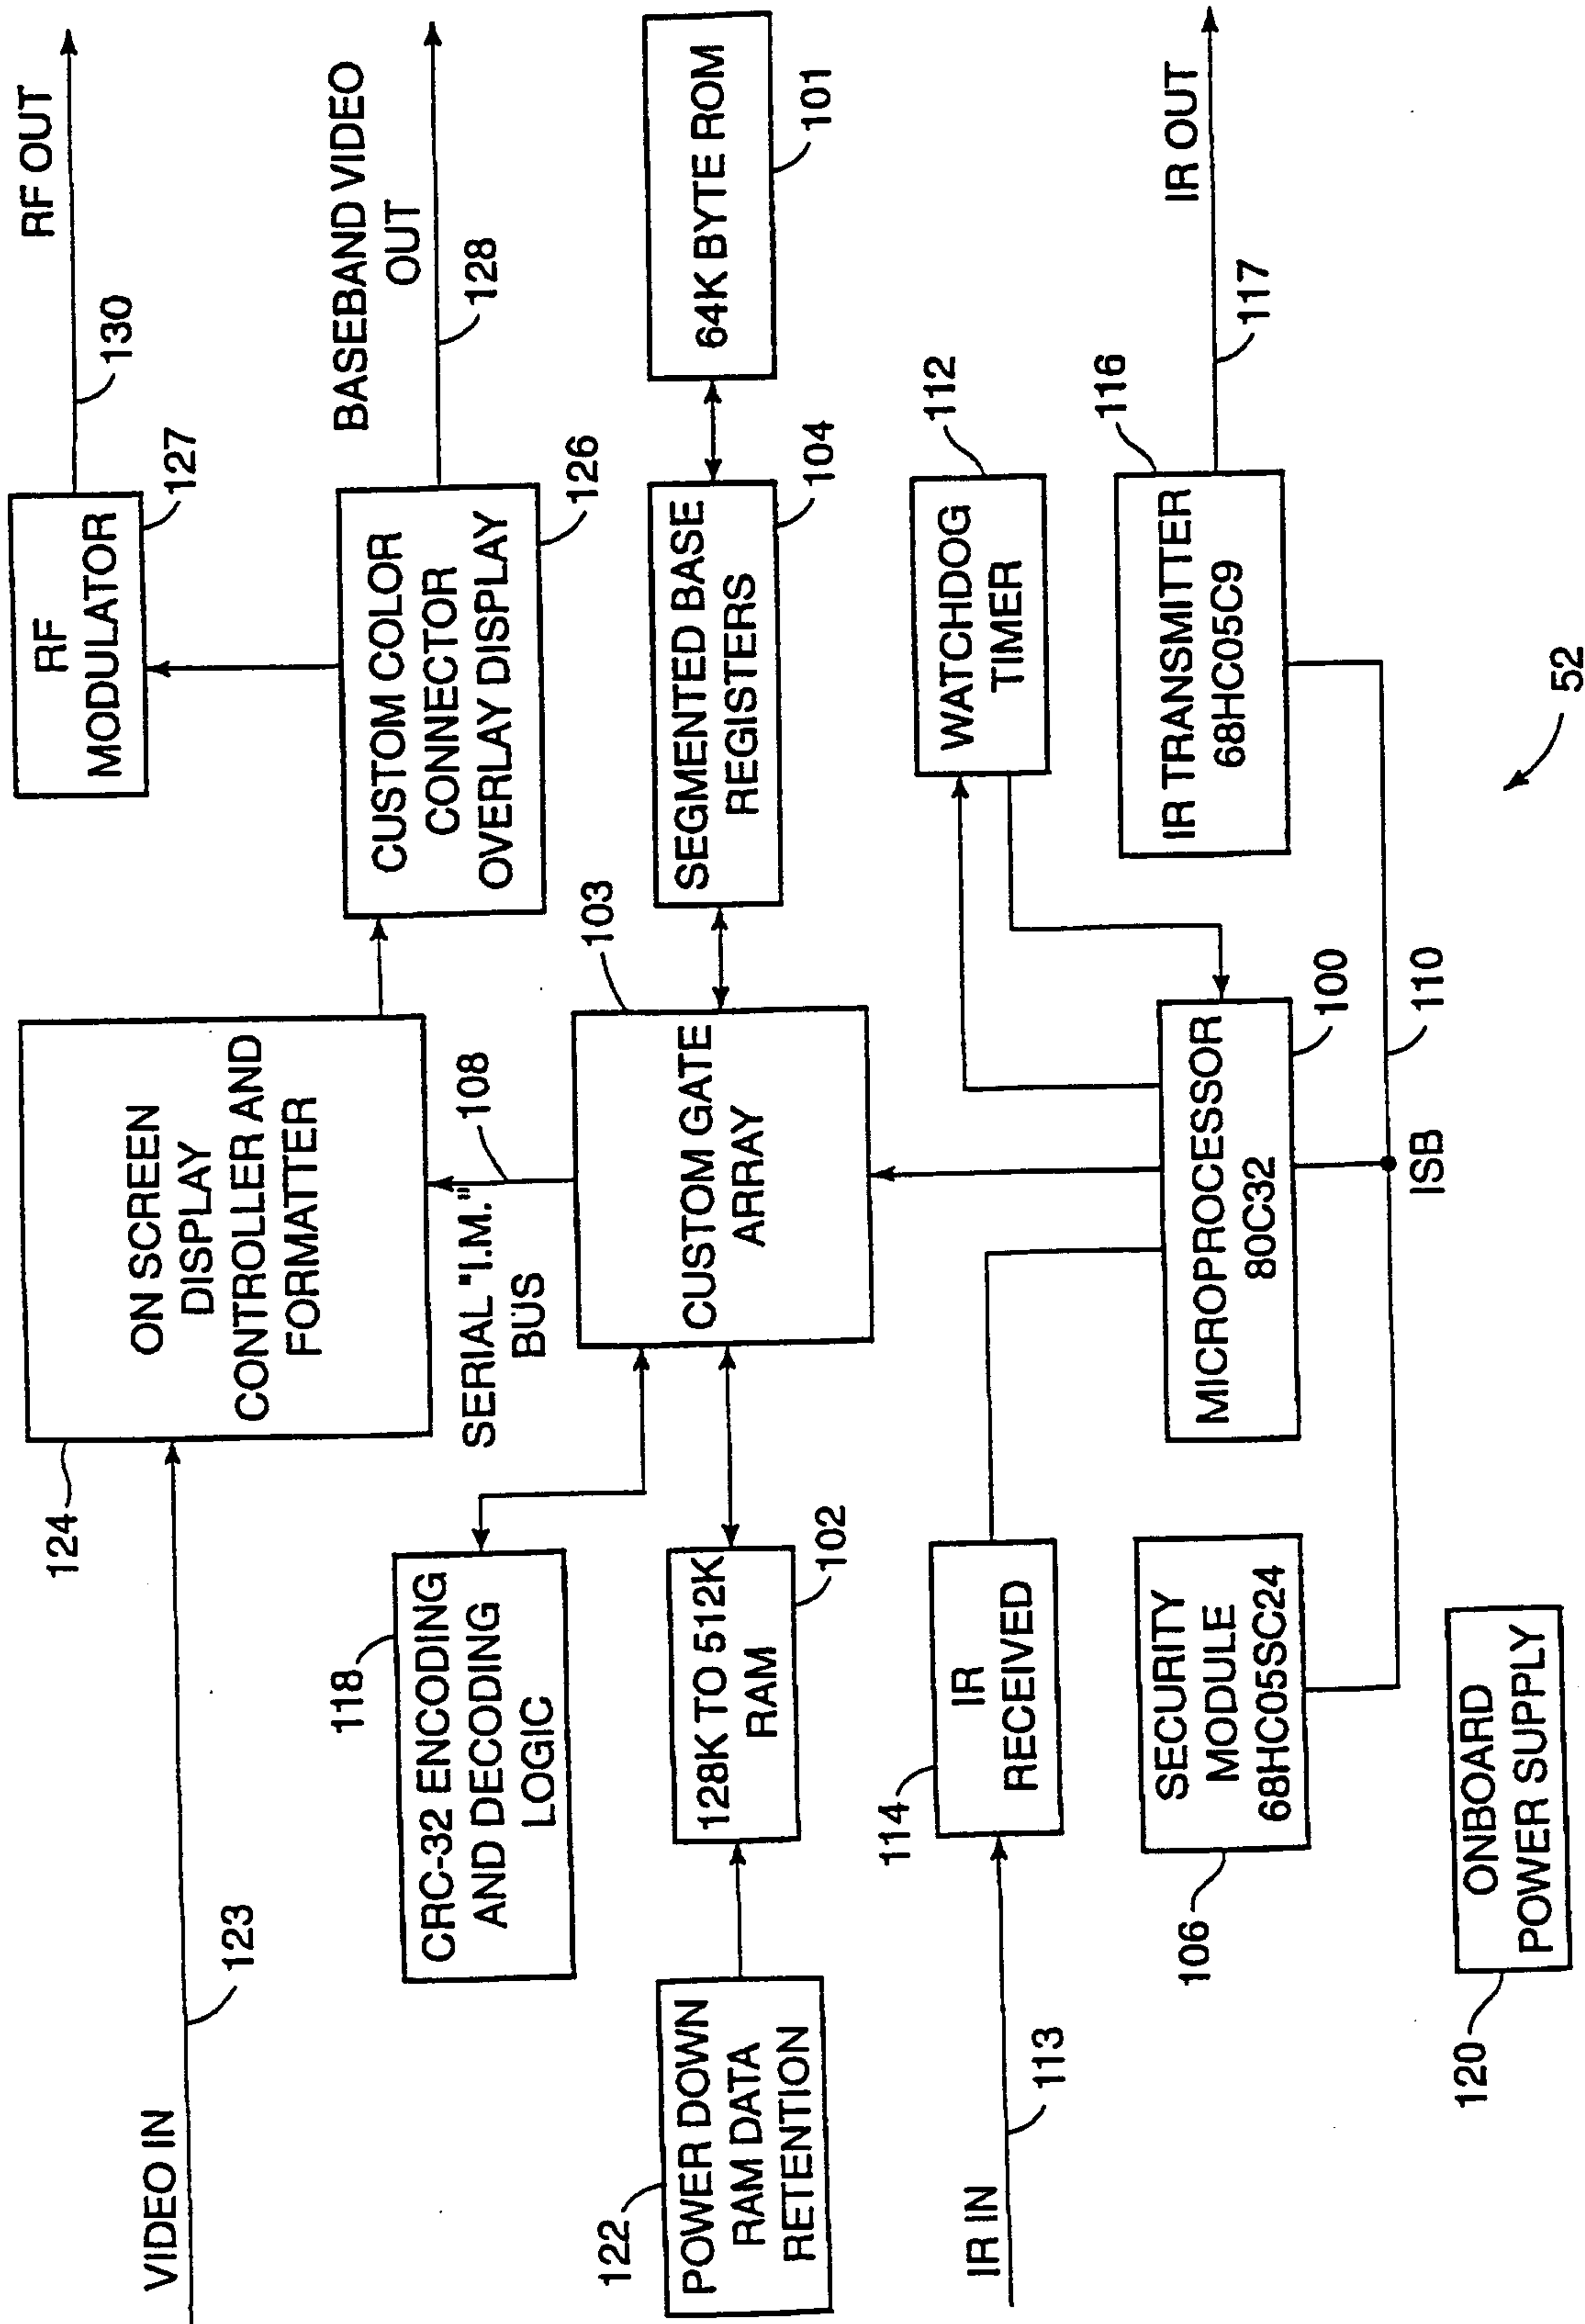 VIDEO IN
123
124
ON SCREEN
DISPLAY
CONTROLLER AND
FORMATTER
RF
MODULATOR
127
130
RF OUT
CUSTOM COLOR
CONNECTOR
OVERLAY DISPLAY
126
128
BASEBAND VIDEO
OUT
118
CRC-32 ENCODING
AND DECODING
LOGIC
SERIAL "I.M."
BUS
108
122
POWER DOWN
RAM DATA
RETENTION
128K TO 512K
RAM
102
CUSTOM GATE
ARRAY
103
SEGMENTED BASE
REGISTERS
104
64K BYTE ROM
101
IR IN
113
114
IR
RECEIVED
WATCHDOG
TIMER
112
106
SECURITY
MODULE
68HC05SC24
MICROPROCESSOR
80C32
100
IR TRANSMITTER
68HC05C9
116
117
IR OUT
ISB
110
120
ONBOARD
POWER SUPPLY
52